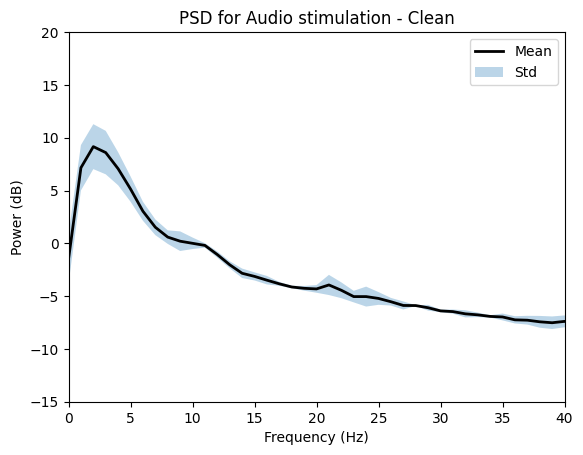 PSD for Audio stimulation - Clean
Mean
Std
Power (dB)
20
15
10
5
0
−5
−10
−15
0 5 10 15 20 25 30 35 40
Frequency (Hz)